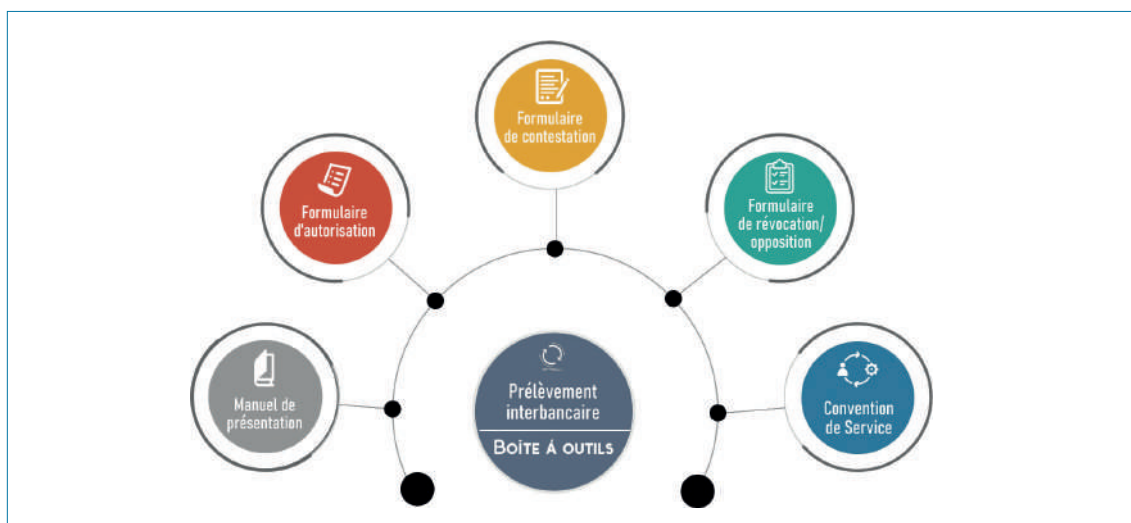 Formulaire
de contestation
Formulaire
d'autorisation
Formulaire
de révocation/
opposition
Manuel de
présentation
Prélèvement
interbancaire
BOÎTE Á OUTILS
Convention
de Service